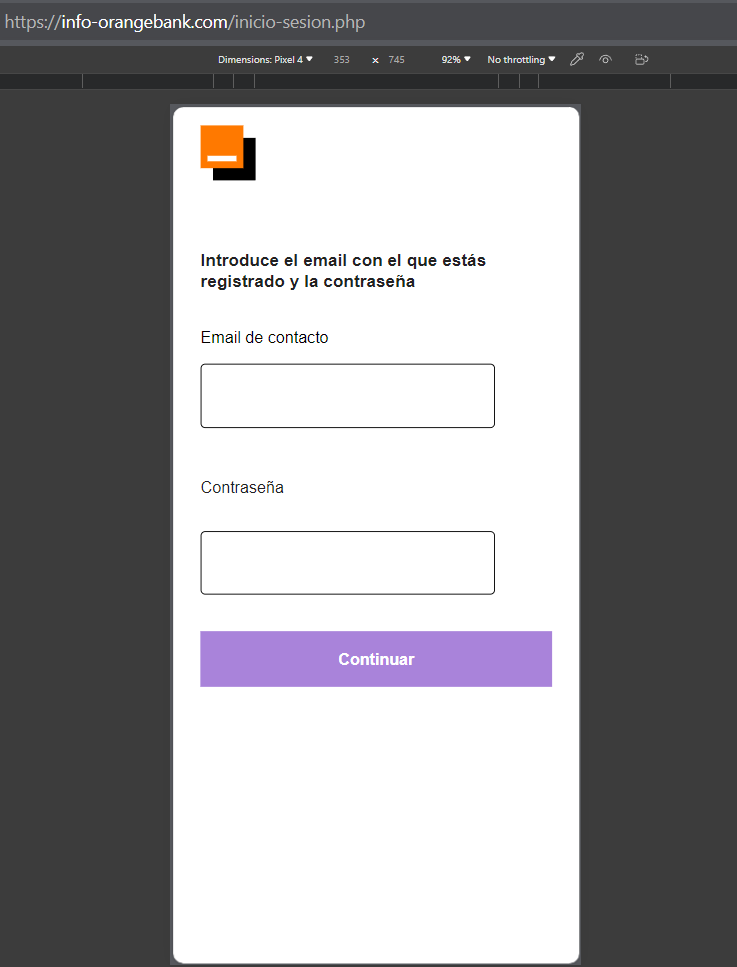 https://info-orangebank.com/inicio-sesion.php
Dimensions: Pixel 4 353 × 745 92% No throttling
Introduce el email con el que estás
registrado y la contraseña
Email de contacto
Contraseña
Continuar